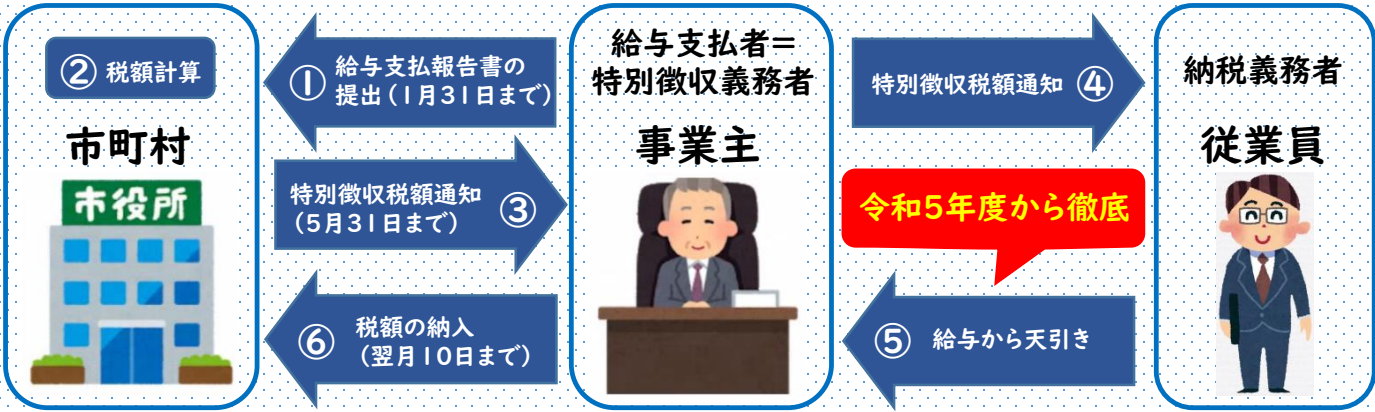 ② 税額計算
市町村
市役所
① 給与支払報告書の
提出(1月31日まで)
特別徴収税額通知
(5月31日まで) ③
⑥ 税額の納入
(翌月10日まで)
給与支払者=
特別徴収義務者
事業主
特別徴収税額通知 ④
令和5年度から徹底
⑤ 給与から天引き
納税義務者
従業員